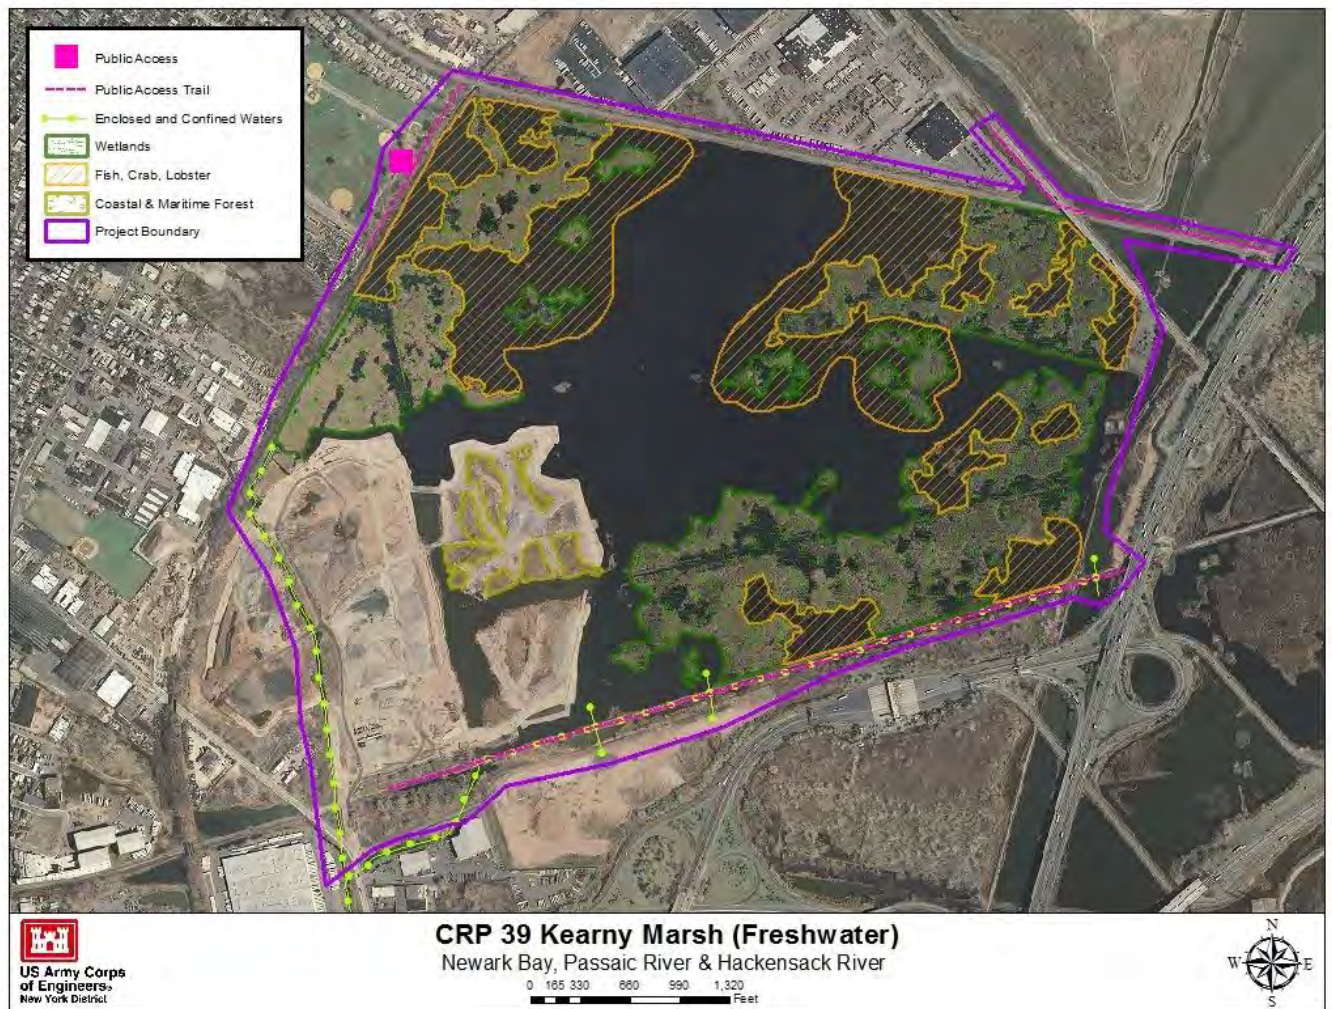 Public Access
Public Access Trail
Enclosed and Confined Waters
Wetlands
Fish, Crab, Lobster
Coastal & Maritime Forest
Project Boundary
US Army Corps
of Engineers®
New York District
CRP 39 Kearny Marsh (Freshwater)
Newark Bay, Passaic River & Hackensack River
0 165 330 660 990 1,320
Feet
N
W E
S